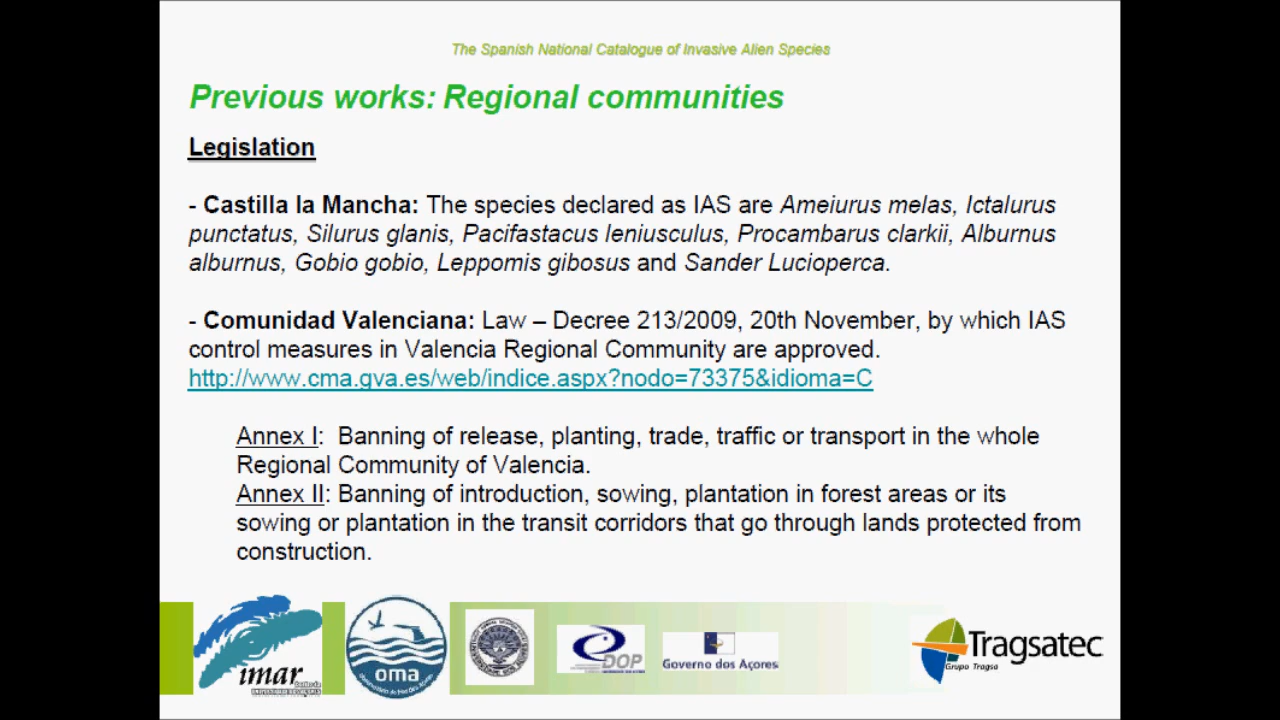 The Spanish National Catalogue of Invasive Alien Species
Previous works: Regional communities
Legislation
- Castilla la Mancha: The species declared as IAS are Ameiurus melas, Ictalurus
punctatus, Silurus glanis, Pacifastacus leniusculus, Procambarus clarkii, Alburnus
alburnus, Gobio gobio, Leppomis gibosus and Sander Lucioperca.
- Comunidad Valenciana: Law – Decree 213/2009, 20th November, by which IAS
control measures in Valencia Regional Community are approved.
http://www.cma.gva.es/web/indice.aspx?nodo=73375&idioma=C
Annex I: Banning of release, planting, trade, traffic or transport in the whole
Regional Community of Valencia.
Annex II: Banning of introduction, sowing, plantation in forest areas or its
sowing or plantation in the transit corridors that go through lands protected from
construction.
imar
oma
DOP
Governo dos Açores
Tragsatec
Grupo Tragsa